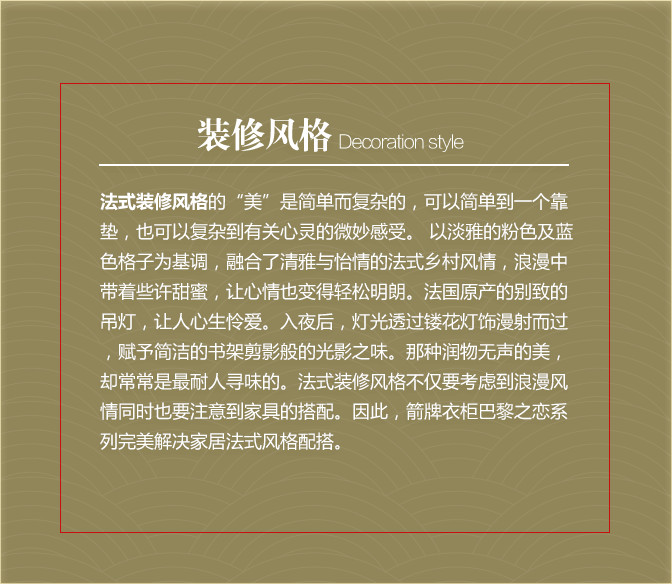 装修风格 Decoration style
法式装修风格的“美”是简单而复杂的，可以简单到一个靠
垫，也可以复杂到有关心灵的微妙感受。 以淡雅的粉色及蓝
色格子为基调，融合了清雅与怡情的法式乡村风情，浪漫中
带着些许甜蜜，让心情也变得轻松明朗。法国原产的别致的
吊灯，让人心生怜爱。入夜后，灯光透过镂花灯饰漫射而过
，赋予简洁的书架剪影般的光影之味。那种润物无声的美，
却常常是最耐人寻味的。法式装修风格不仅要考虑到浪漫风
情同时也要注意到家具的搭配。因此，箭牌衣柜巴黎之恋系
列完美解决家居法式风格配搭。